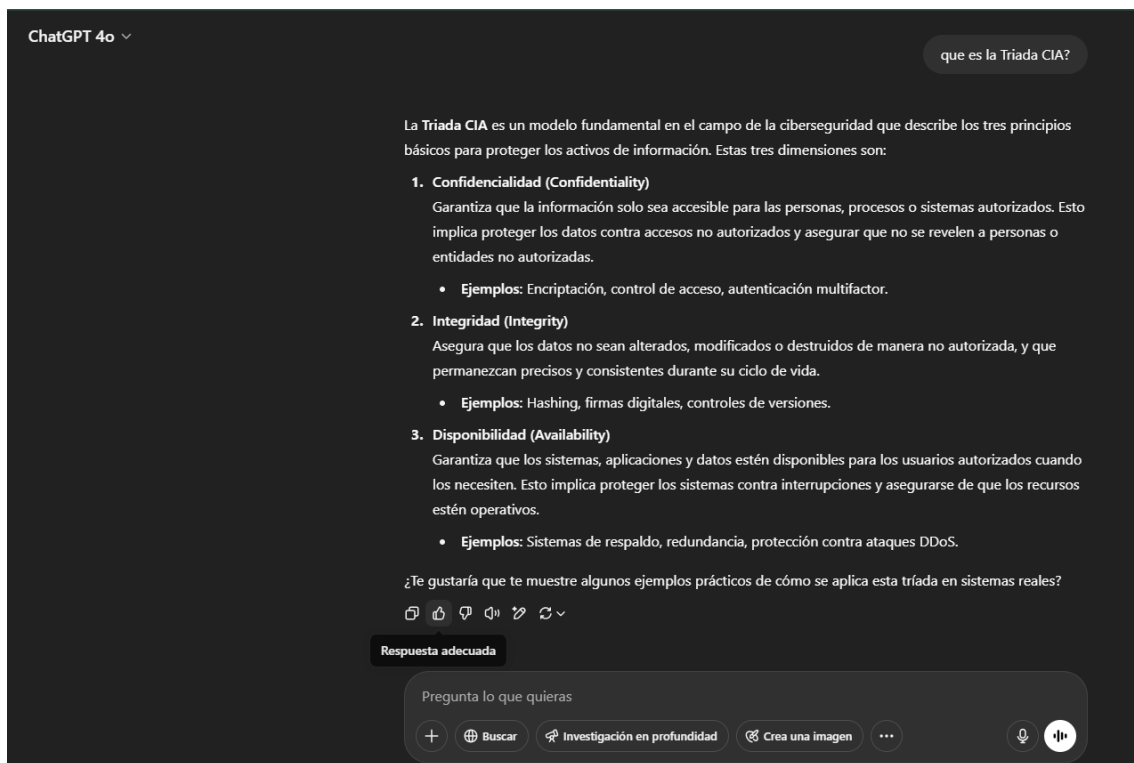 ChatGPT 4o
que es la Triada CIA?
La Triada CIA es un modelo fundamental en el campo de la ciberseguridad que describe los tres principios
básicos para proteger los activos de información. Estas tres dimensiones son:
1. Confidencialidad (Confidentiality)
Garantiza que la información solo sea accesible para las personas, procesos o sistemas autorizados. Esto
implica proteger los datos contra accesos no autorizados y asegurar que no se revelen a personas o
entidades no autorizadas.
• Ejemplos: Encriptación, control de acceso, autenticación multifactor.
2. Integridad (Integrity)
Asegura que los datos no sean alterados, modificados o destruidos de manera no autorizada, y que
permanezcan precisos y consistentes durante su ciclo de vida.
• Ejemplos: Hashing, firmas digitales, controles de versiones.
3. Disponibilidad (Availability)
Garantiza que los sistemas, aplicaciones y datos estén disponibles para los usuarios autorizados cuando
los necesiten. Esto implica proteger los sistemas contra interrupciones y asegurarse de que los recursos
estén operativos.
• Ejemplos: Sistemas de respaldo, redundancia, protección contra ataques DDoS.
¿Te gustaría que te muestre algunos ejemplos prácticos de cómo se aplica esta tríada en sistemas reales?
Respuesta adecuada
Pregunta lo que quieras
Buscar Investigación en profundidad Crea una imagen